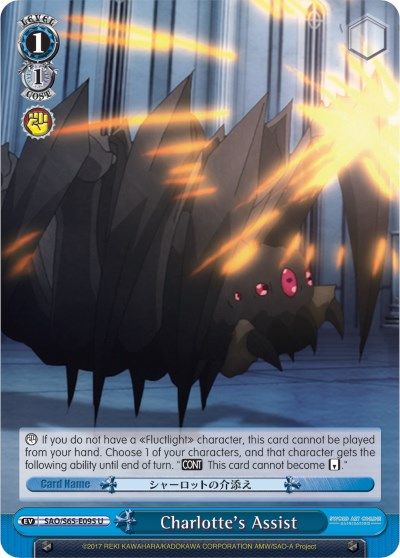 LEVEL
1
1
COST
If you do not have a «Fluctlight» character, this card cannot be played
from your hand. Choose 1 of your characters, and that character gets the
following ability until end of turn. "CONT This card cannot become ."
Card Name シャーロットの介添え
EV SAO/S65-E095 U Charlotte's Assist SWORD ART ONLINE
©2017 REKI KAWAHARA/KADOKAWA CORPORATION AMW/SAO-A Project